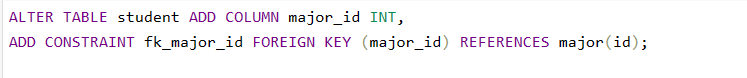 ALTER TABLE student ADD COLUMN major_id INT,
ADD CONSTRAINT fk_major_id FOREIGN KEY (major_id) REFERENCES major(id);